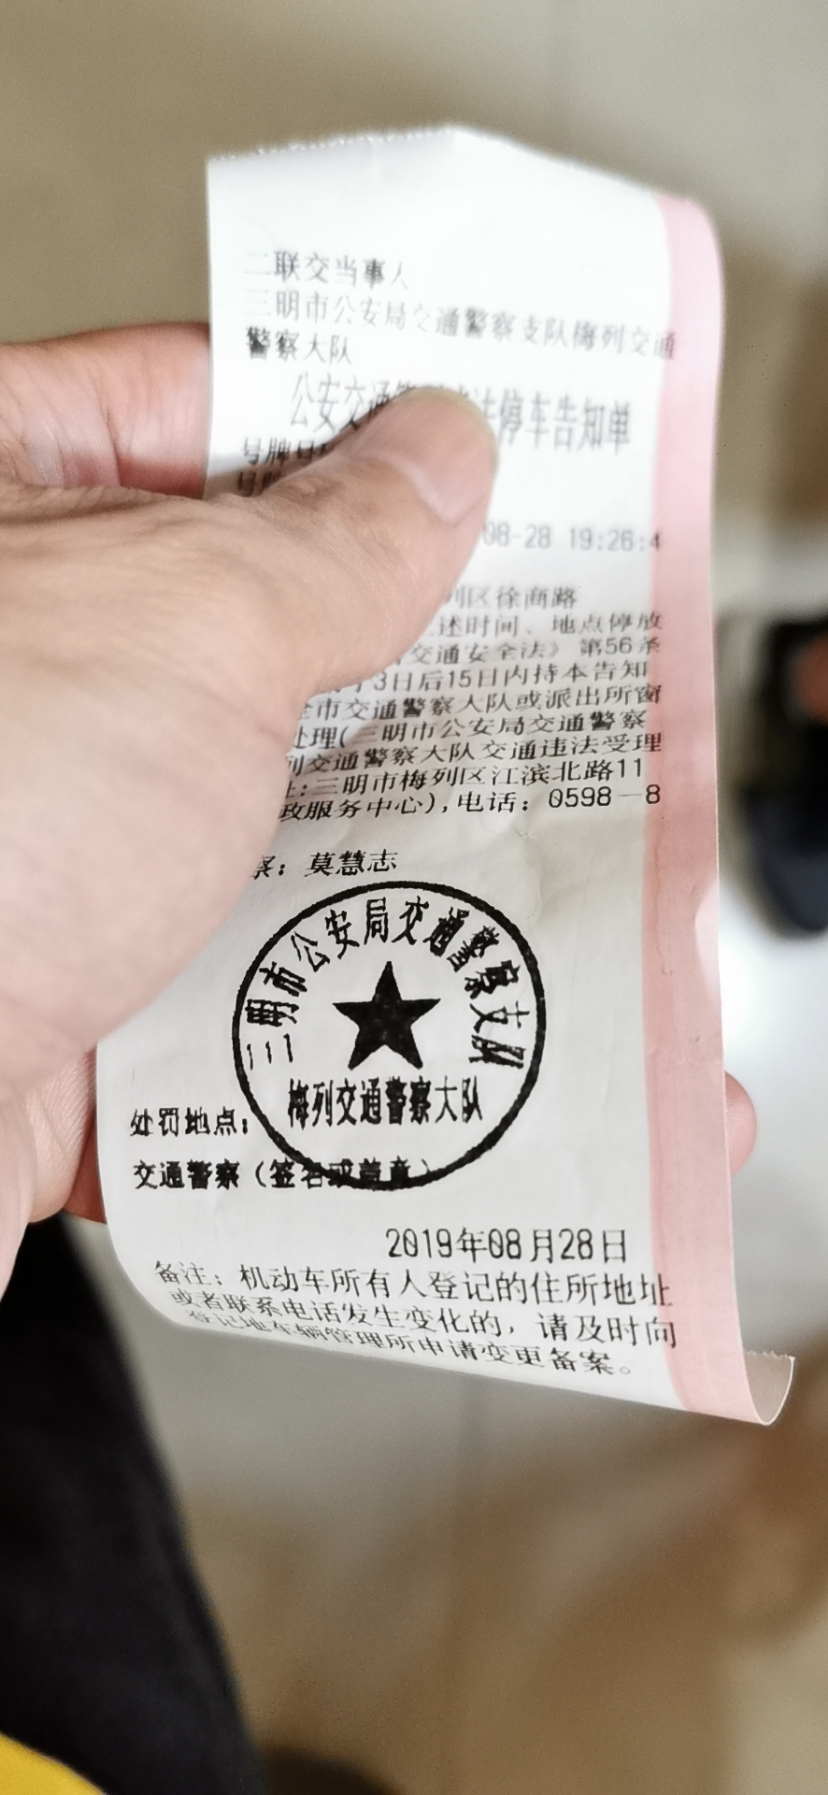 二联交当事人
三明市公安局交通警察支队梅列交通
警察大队
公安交通 法停车告知单
号牌
号牌
08-28 19:26:4
列区徐商路
上述时间、地点停放
交通安全法》第56条
3日后15日内持本告知
全市交通警察大队或派出所窗
处理(三明市公安局交通警察
列交通警察大队交通违法受理
址:三明市梅列区江滨北路11
政服务中心),电话:0598—8
察:莫慧志
三明市公安局交通警察支队
梅列交通警察大队
处罚地点:
交通警察(签名或盖章)
2019年08月28日
备注:机动车所有人登记的住所地址
或者联系电话发生变化的,请及时向
登记地车辆管理所申请变更备案。